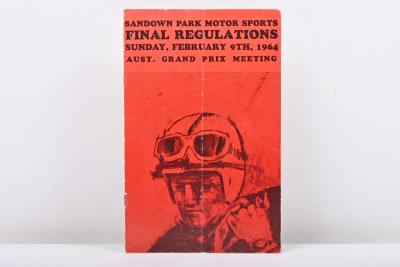 SANDOWN PARK MOTOR SPORTS
FINAL REGULATIONS
SUNDAY, FEBRUARY 9TH, 1964
AUST. GRAND PRIX MEETING